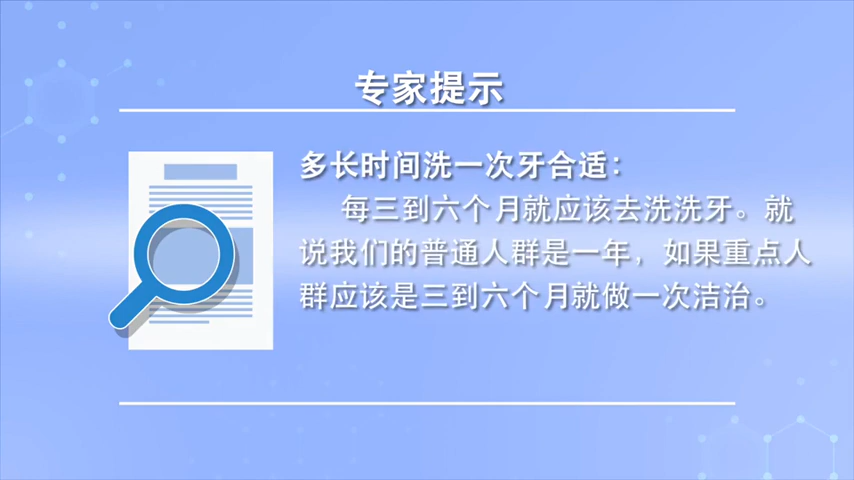 专家提示
多长时间洗一次牙合适：
每三到六个月就应该去洗洗牙。就
说我们的普通人群是一年，如果重点人
群应该是三到六个月就做一次洁治。